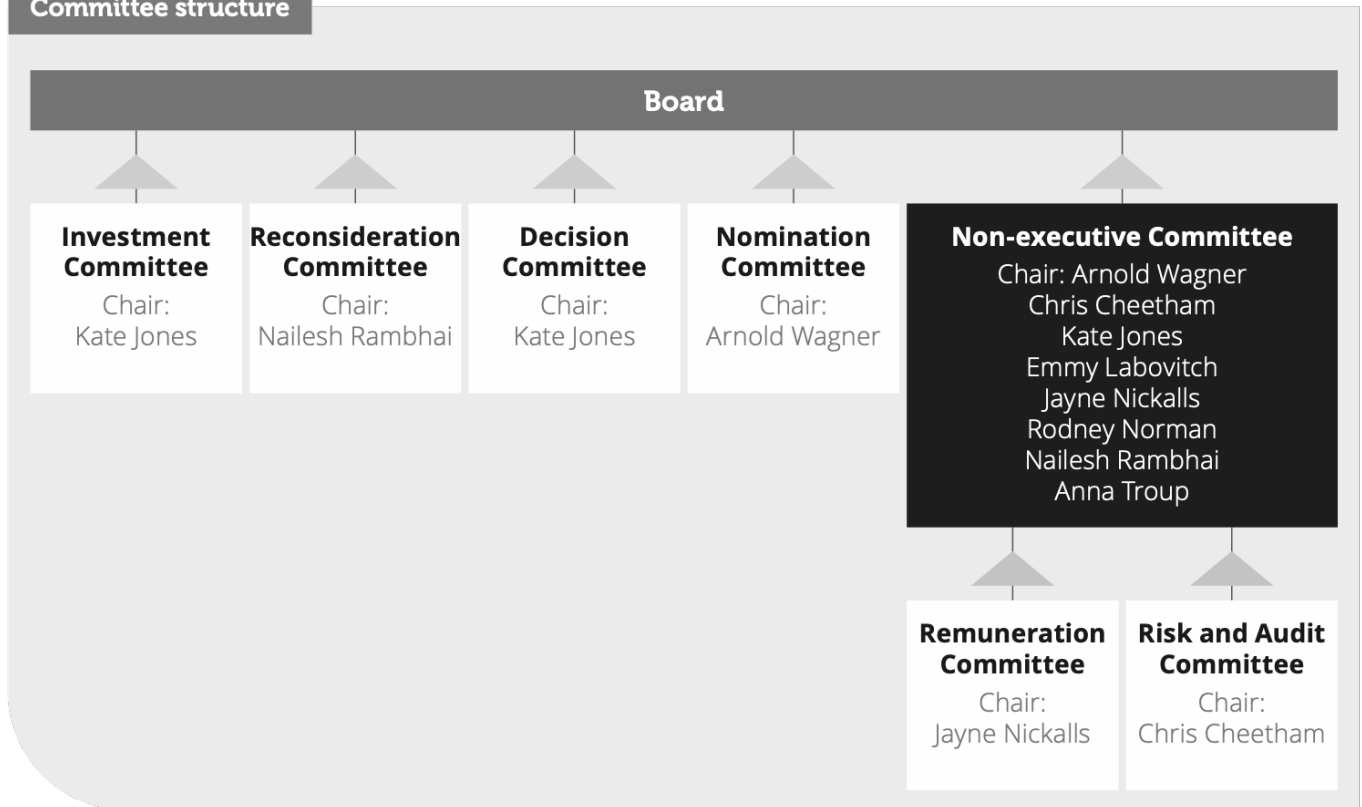 Committee structure
Board
Investment
Committee
Chair:
Kate Jones
Reconsideration
Committee
Chair:
Nailesh Rambhai
Decision
Committee
Chair:
Kate Jones
Nomination
Committee
Chair:
Arnold Wagner
Non-executive Committee
Chair: Arnold Wagner
Chris Cheetham
Kate Jones
Emmy Labovitch
Jayne Nickalls
Rodney Norman
Nailesh Rambhai
Anna Troup
Remuneration
Committee
Chair:
Jayne Nickalls
Risk and Audit
Committee
Chair:
Chris Cheetham